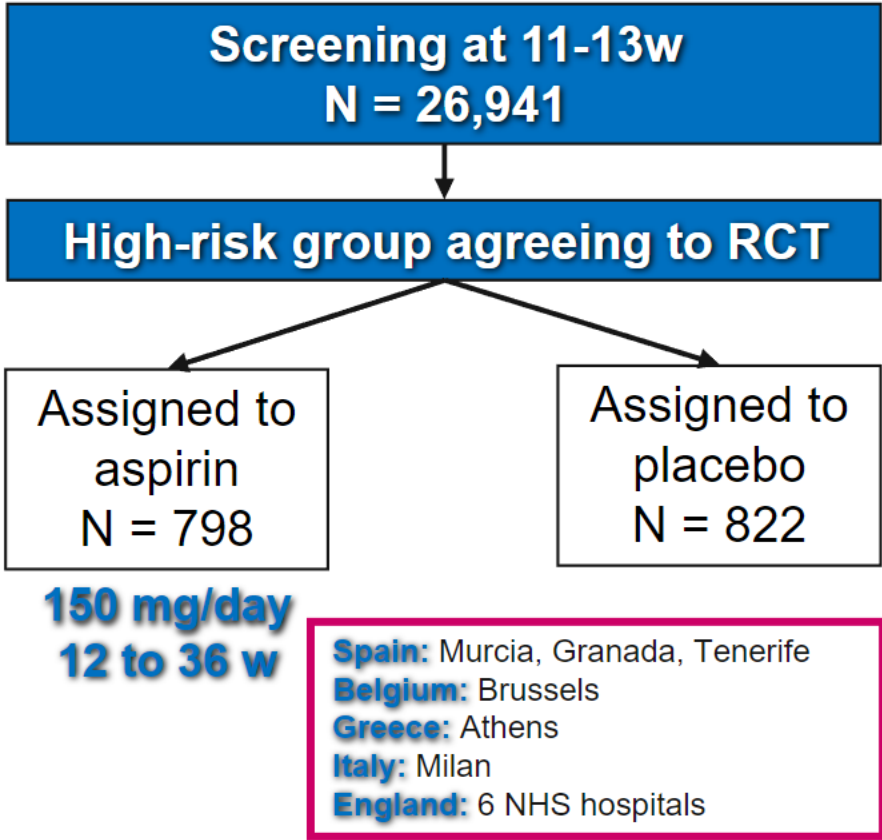 Screening at 11-13w
N = 26,941
High-risk group agreeing to RCT
Assigned to
aspirin
N = 798
Assigned to
placebo
N = 822
150 mg/day
12 to 36 w
Spain: Murcia, Granada, Tenerife
Belgium: Brussels
Greece: Athens
Italy: Milan
England: 6 NHS hospitals